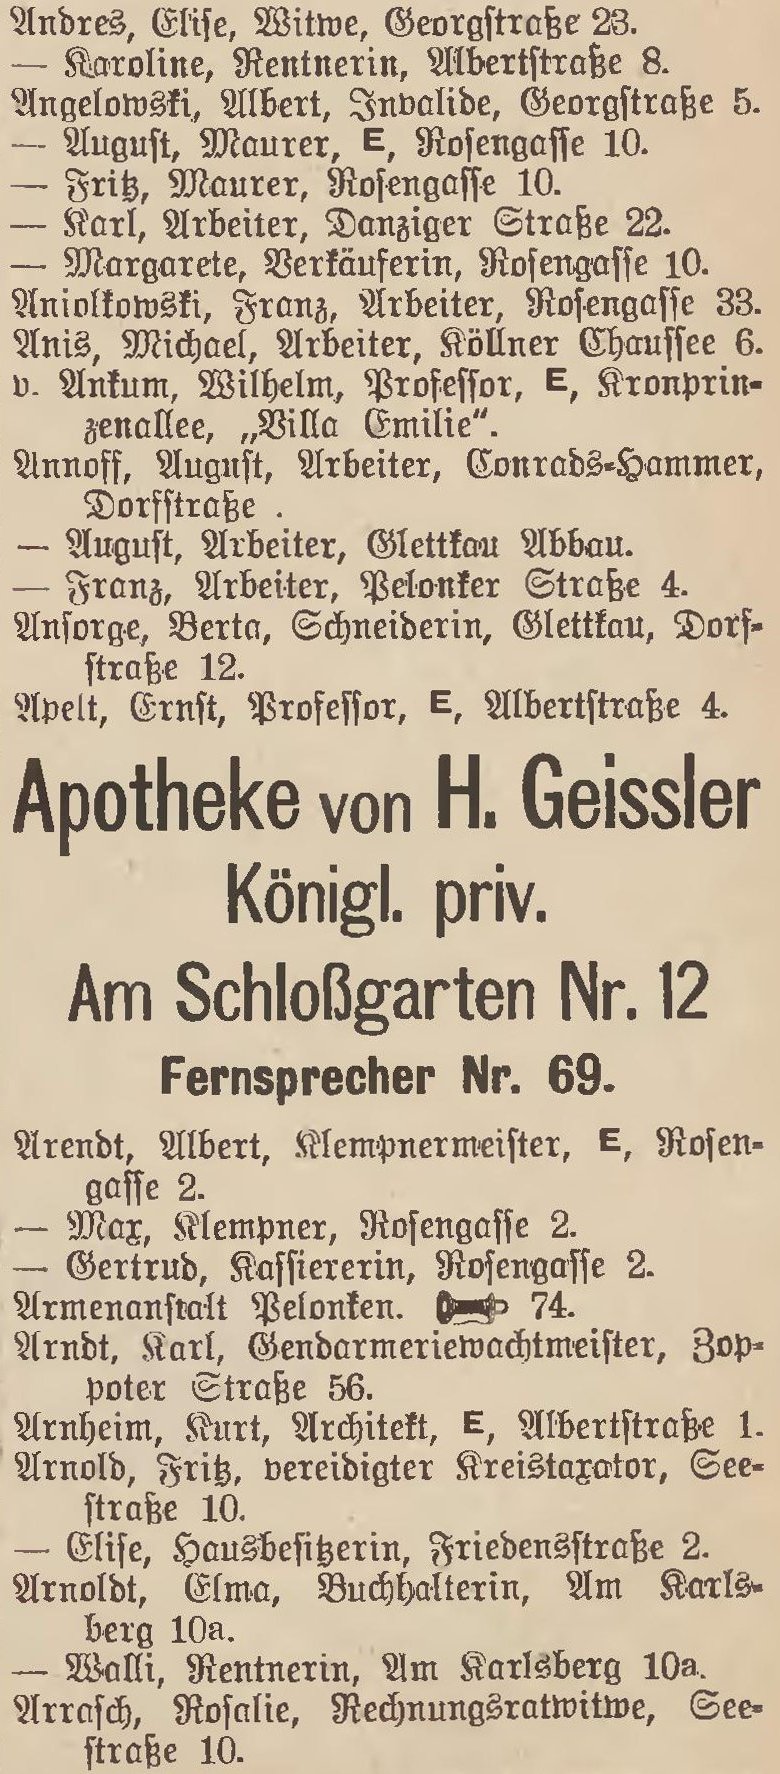 Andres, Elise, Witwe, Georgstraße 23.
— Karoline, Rentnerin, Albertstraße 8.
Angelowski, Albert, Invalide, Georgstraße 5.
— August, Maurer, E, Rosengasse 10.
— Fritz, Maurer, Rosengasse 10.
— Karl, Arbeiter, Danziger Straße 22.
— Margarete, Verkäuferin, Rosengasse 10.
Aniolkowski, Franz, Arbeiter, Rosengasse 33.
Anis, Michael, Arbeiter, Köllner Chaussee 6.
v. Ankum, Wilhelm, Professor, E, Kronprin-
zenallee, „Villa Emilie“.
Annoff, August, Arbeiter, Conrads-Hammer,
Dorfstraße .
— August, Arbeiter, Glettkau Abbau.
— Franz, Arbeiter, Pelonker Straße 4.
Ansorge, Berta, Schneiderin, Glettkau, Dorf-
straße 12.
Apelt, Ernst, Professor, E, Albertstraße 4.
Apotheke von H. Geissler
Königl. priv.
Am Schloßgarten Nr. 12
Fernsprecher Nr. 69.
Arendt, Albert, Klempnermeister, E, Rosen-
gasse 2.
— Max, Klempner, Rosengasse 2.
— Gertrud, Kassiererin, Rosengasse 2.
Armenanstalt Pelonken. 74.
Arndt, Karl, Gendarmeriewachtmeister, Zop-
poter Straße 56.
Arnheim, Kurt, Architekt, E, Albertstraße 1.
Arnold, Fritz, vereidigter Kreistaxator, See-
straße 10.
— Elise, Hausbesitzerin, Friedensstraße 2.
Arnoldt, Elma, Buchhalterin, Am Karls-
berg 10a.
— Walli, Rentnerin, Am Karlsberg 10a.
Arrasch, Rosalie, Rechnungsratwitwe, See-
straße 10.